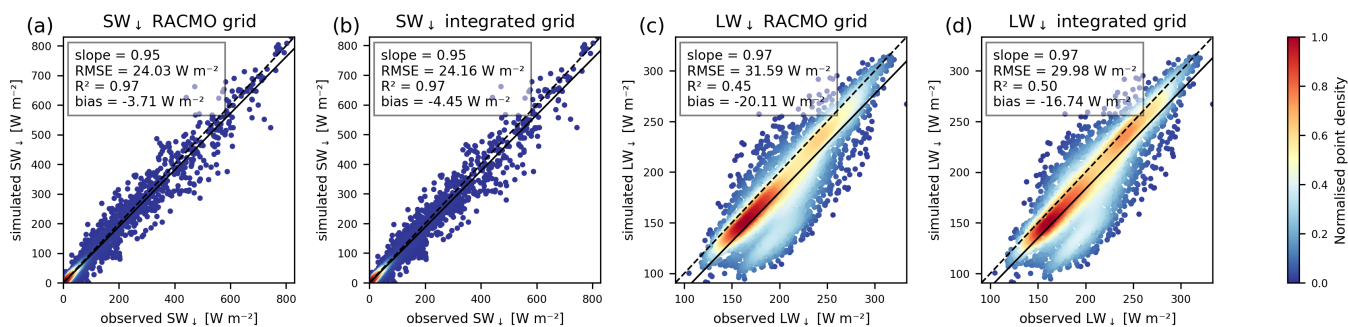 (a)
SW↓ RACMO grid
slope = 0.95
RMSE = 24.03 W m⁻²
R² = 0.97
bias = -3.71 W m⁻²
simulated SW↓ [W m⁻²]
800
700
600
500
400
300
200
100
0
0 200 400 600 800
observed SW↓ [W m⁻²]
(b)
SW↓ integrated grid
slope = 0.95
RMSE = 24.16 W m⁻²
R² = 0.97
bias = -4.45 W m⁻²
simulated SW↓ [W m⁻²]
800
700
600
500
400
300
200
100
0
0 200 400 600 800
observed SW↓ [W m⁻²]
(c)
LW↓ RACMO grid
slope = 0.97
RMSE = 31.59 W m⁻²
R² = 0.45
bias = -20.11 W m⁻²
simulated LW↓ [W m⁻²]
300
250
200
150
100
100 150 200 250 300
observed LW↓ [W m⁻²]
(d)
LW↓ integrated grid
slope = 0.97
RMSE = 29.98 W m⁻²
R² = 0.50
bias = -16.74 W m⁻²
simulated LW↓ [W m⁻²]
300
250
200
150
100
100 150 200 250 300
observed LW↓ [W m⁻²]
1.0
0.8
0.6
0.4
0.2
0.0
Normalised point density